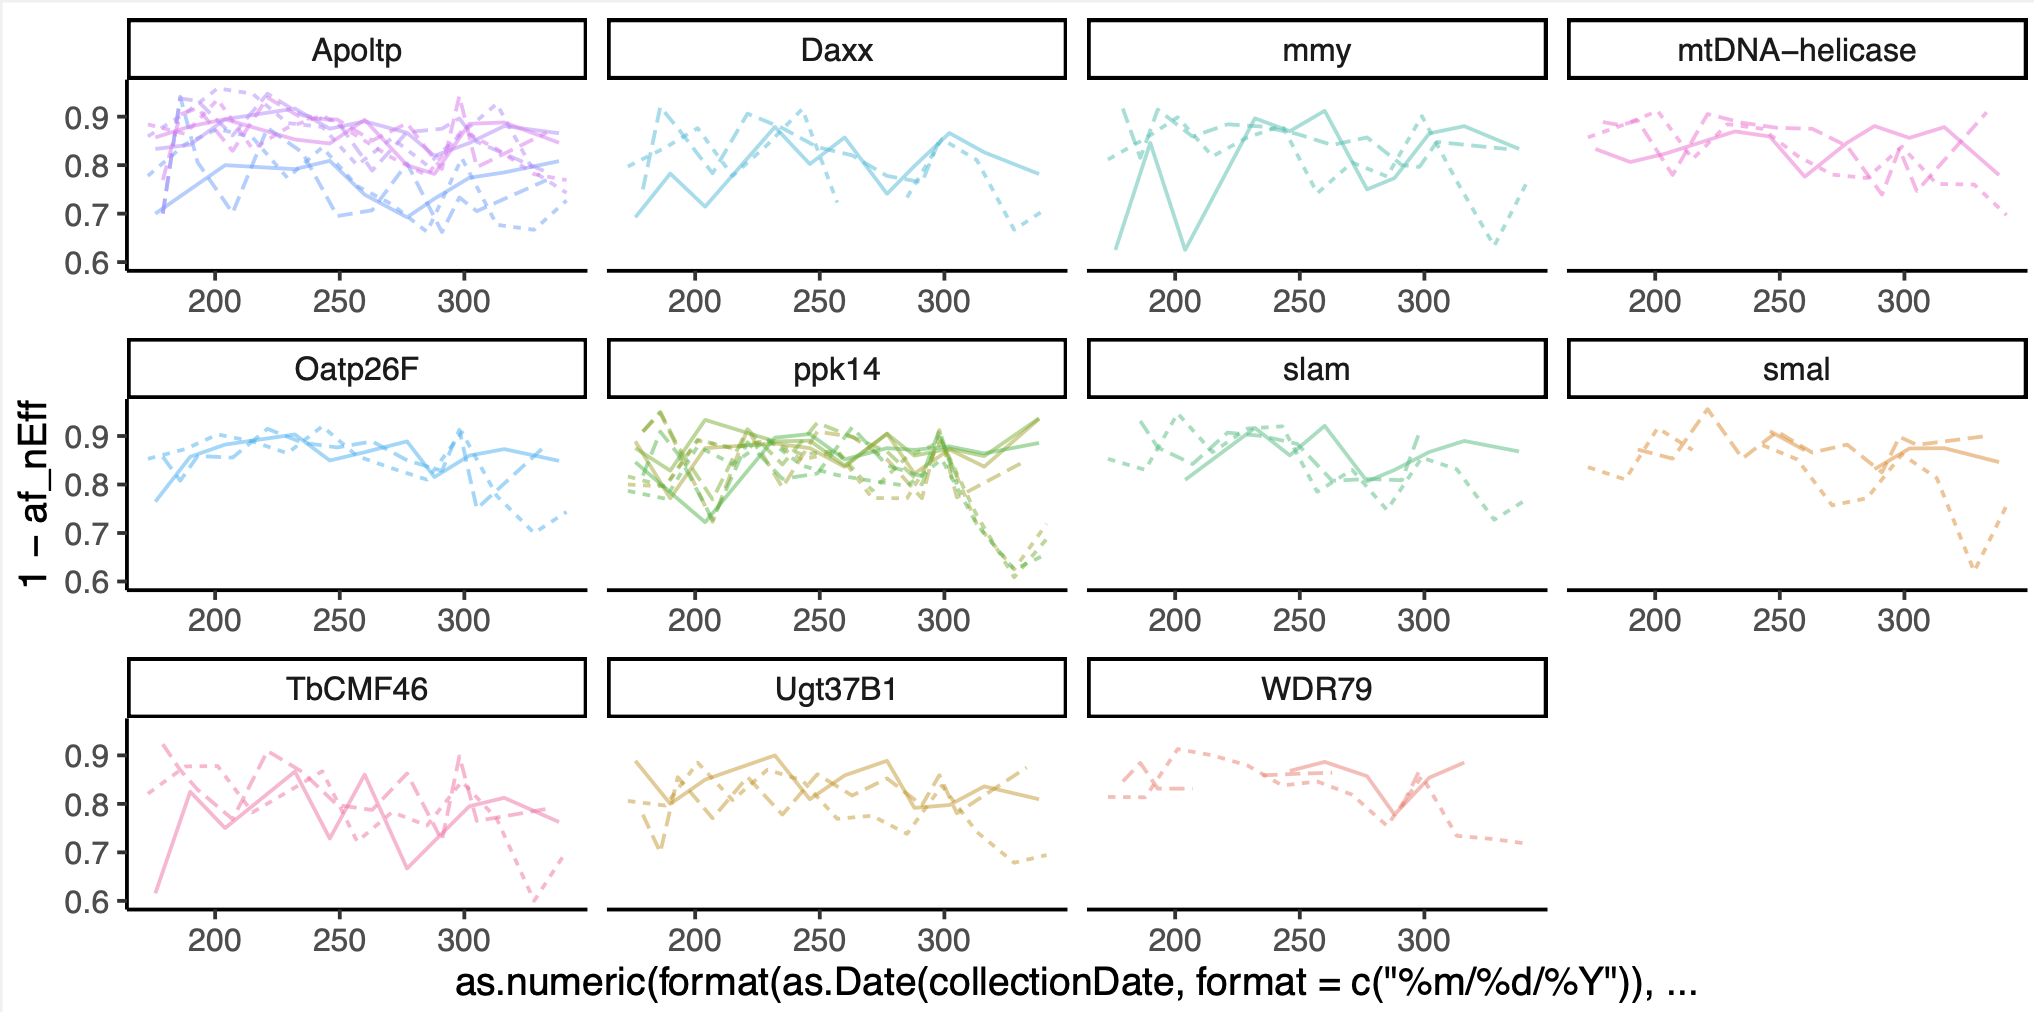 Apoltp Daxx mmy mtDNA−helicase
0.9
0.8
0.7
0.6
200 250 300 200 250 300 200 250 300 200 250 300
Oatp26F ppk14 slam smal
0.9
0.8
0.7
0.6
200 250 300 200 250 300 200 250 300 200 250 300
TbCMF46 Ugt37B1 WDR79
0.9
0.8
0.7
0.6
200 250 300 200 250 300 200 250 300
1 − af_nEff
as.numeric(format(as.Date(collectionDate, format = c("%m/%d/%Y")), ...